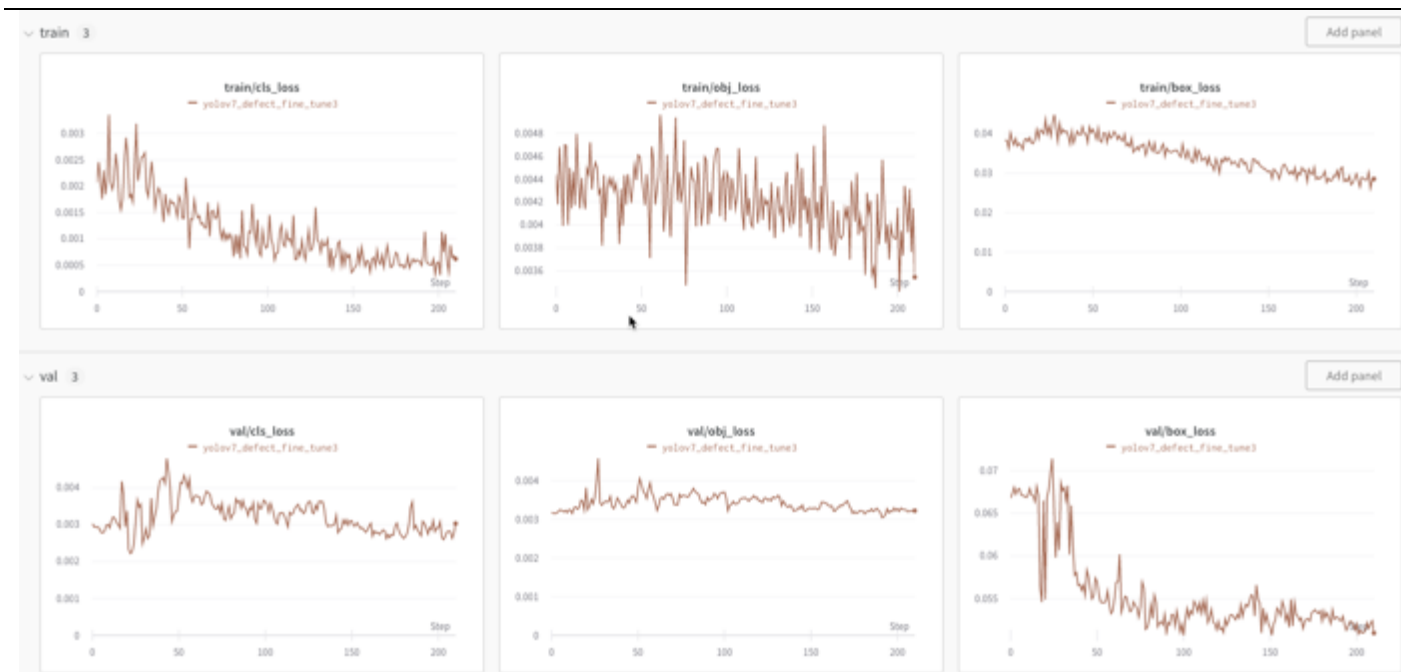 train 3
Add panel
train/cls_loss
yolov7_defect_fine_tune3
0.003
0.0025
0.002
0.0015
0.001
0.0005
0
Step
0 50 100 150 200
train/obj_loss
yolov7_defect_fine_tune3
0.0048
0.0046
0.0044
0.0042
0.004
0.0038
0.0036
Step
0 50 100 150 200
train/box_loss
yolov7_defect_fine_tune3
0.04
0.03
0.02
0.01
0
Step
0 50 100 150 200
val 3
Add panel
val/cls_loss
yolov7_defect_fine_tune3
0.004
0.003
0.002
0.001
0
Step
0 50 100 150 200
val/obj_loss
yolov7_defect_fine_tune3
0.004
0.003
0.002
0.001
0
Step
0 50 100 150 200
val/box_loss
yolov7_defect_fine_tune3
0.07
0.065
0.06
0.055
Step
0 50 100 150 200